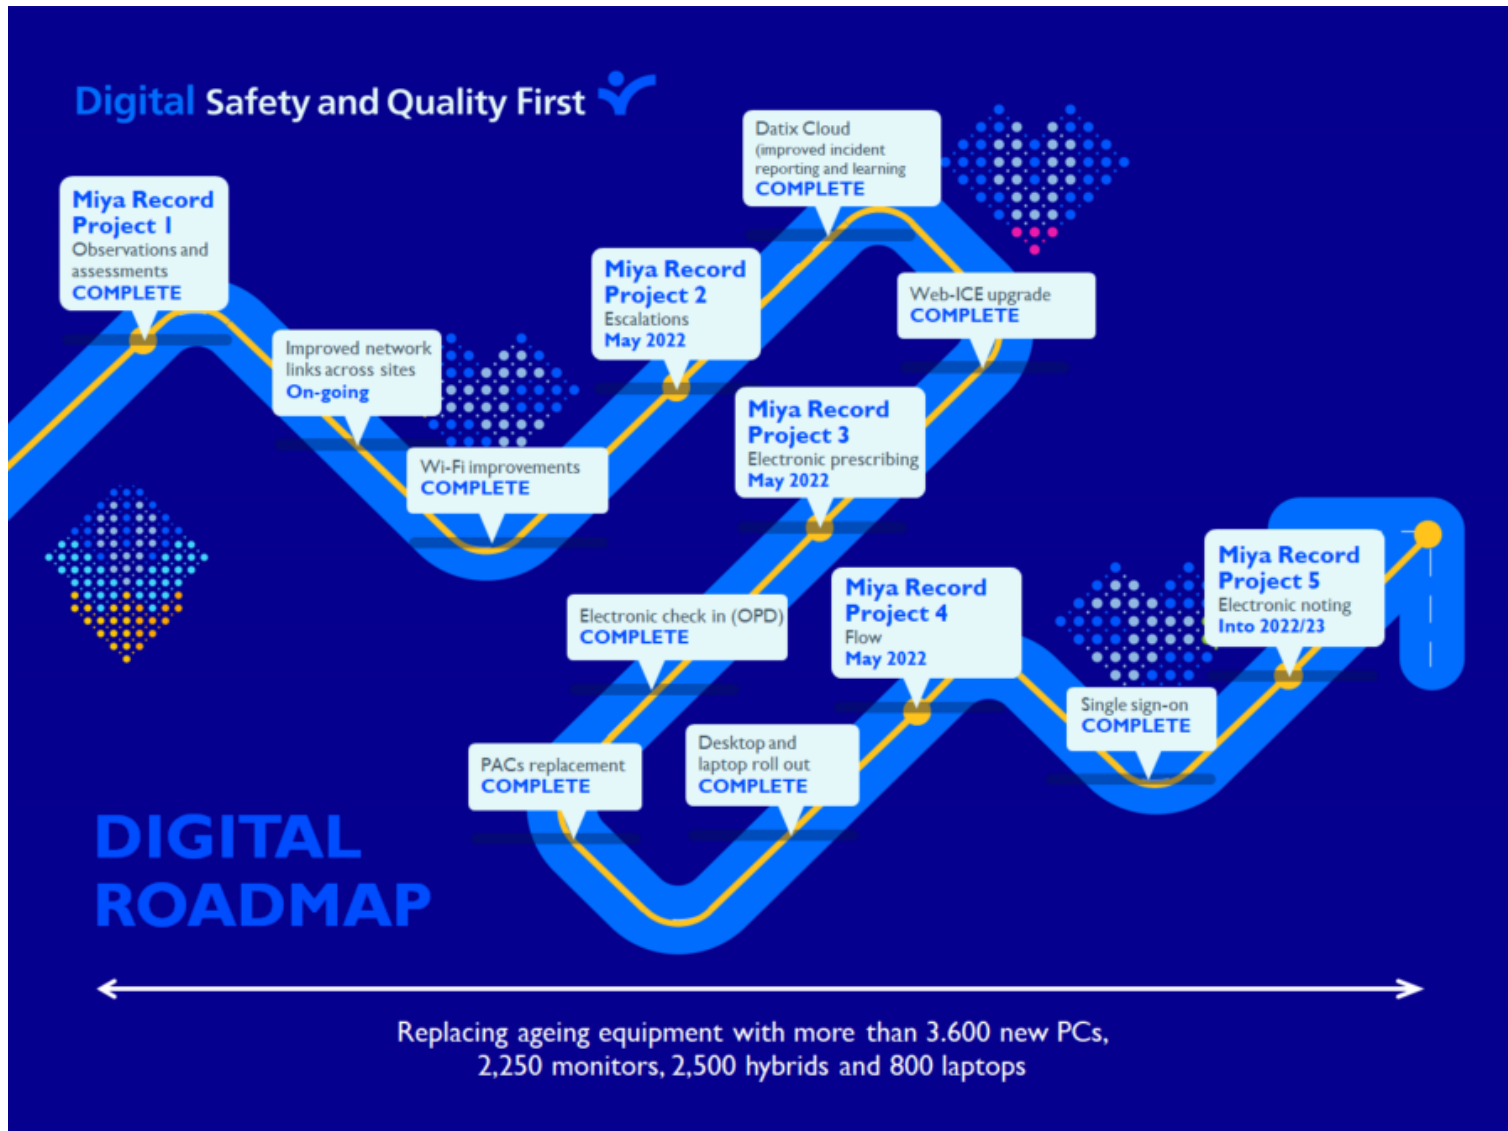 Digital Safety and Quality First
Miya Record
Project 1
Observations and
assessments
COMPLETE
Improved network
links across sites
On-going
Wi-Fi improvements
COMPLETE
Miya Record
Project 2
Escalations
May 2022
Datix Cloud
(improved incident
reporting and learning
COMPLETE
Web-ICE upgrade
COMPLETE
Miya Record
Project 3
Electronic prescribing
May 2022
Electronic check in (OPD)
COMPLETE
PACs replacement
COMPLETE
Desktop and
laptop roll out
COMPLETE
Miya Record
Project 4
Flow
May 2022
Single sign-on
COMPLETE
Miya Record
Project 5
Electronic noting
Into 2022/23
DIGITAL
ROADMAP
Replacing ageing equipment with more than 3.600 new PCs,
2,250 monitors, 2,500 hybrids and 800 laptops